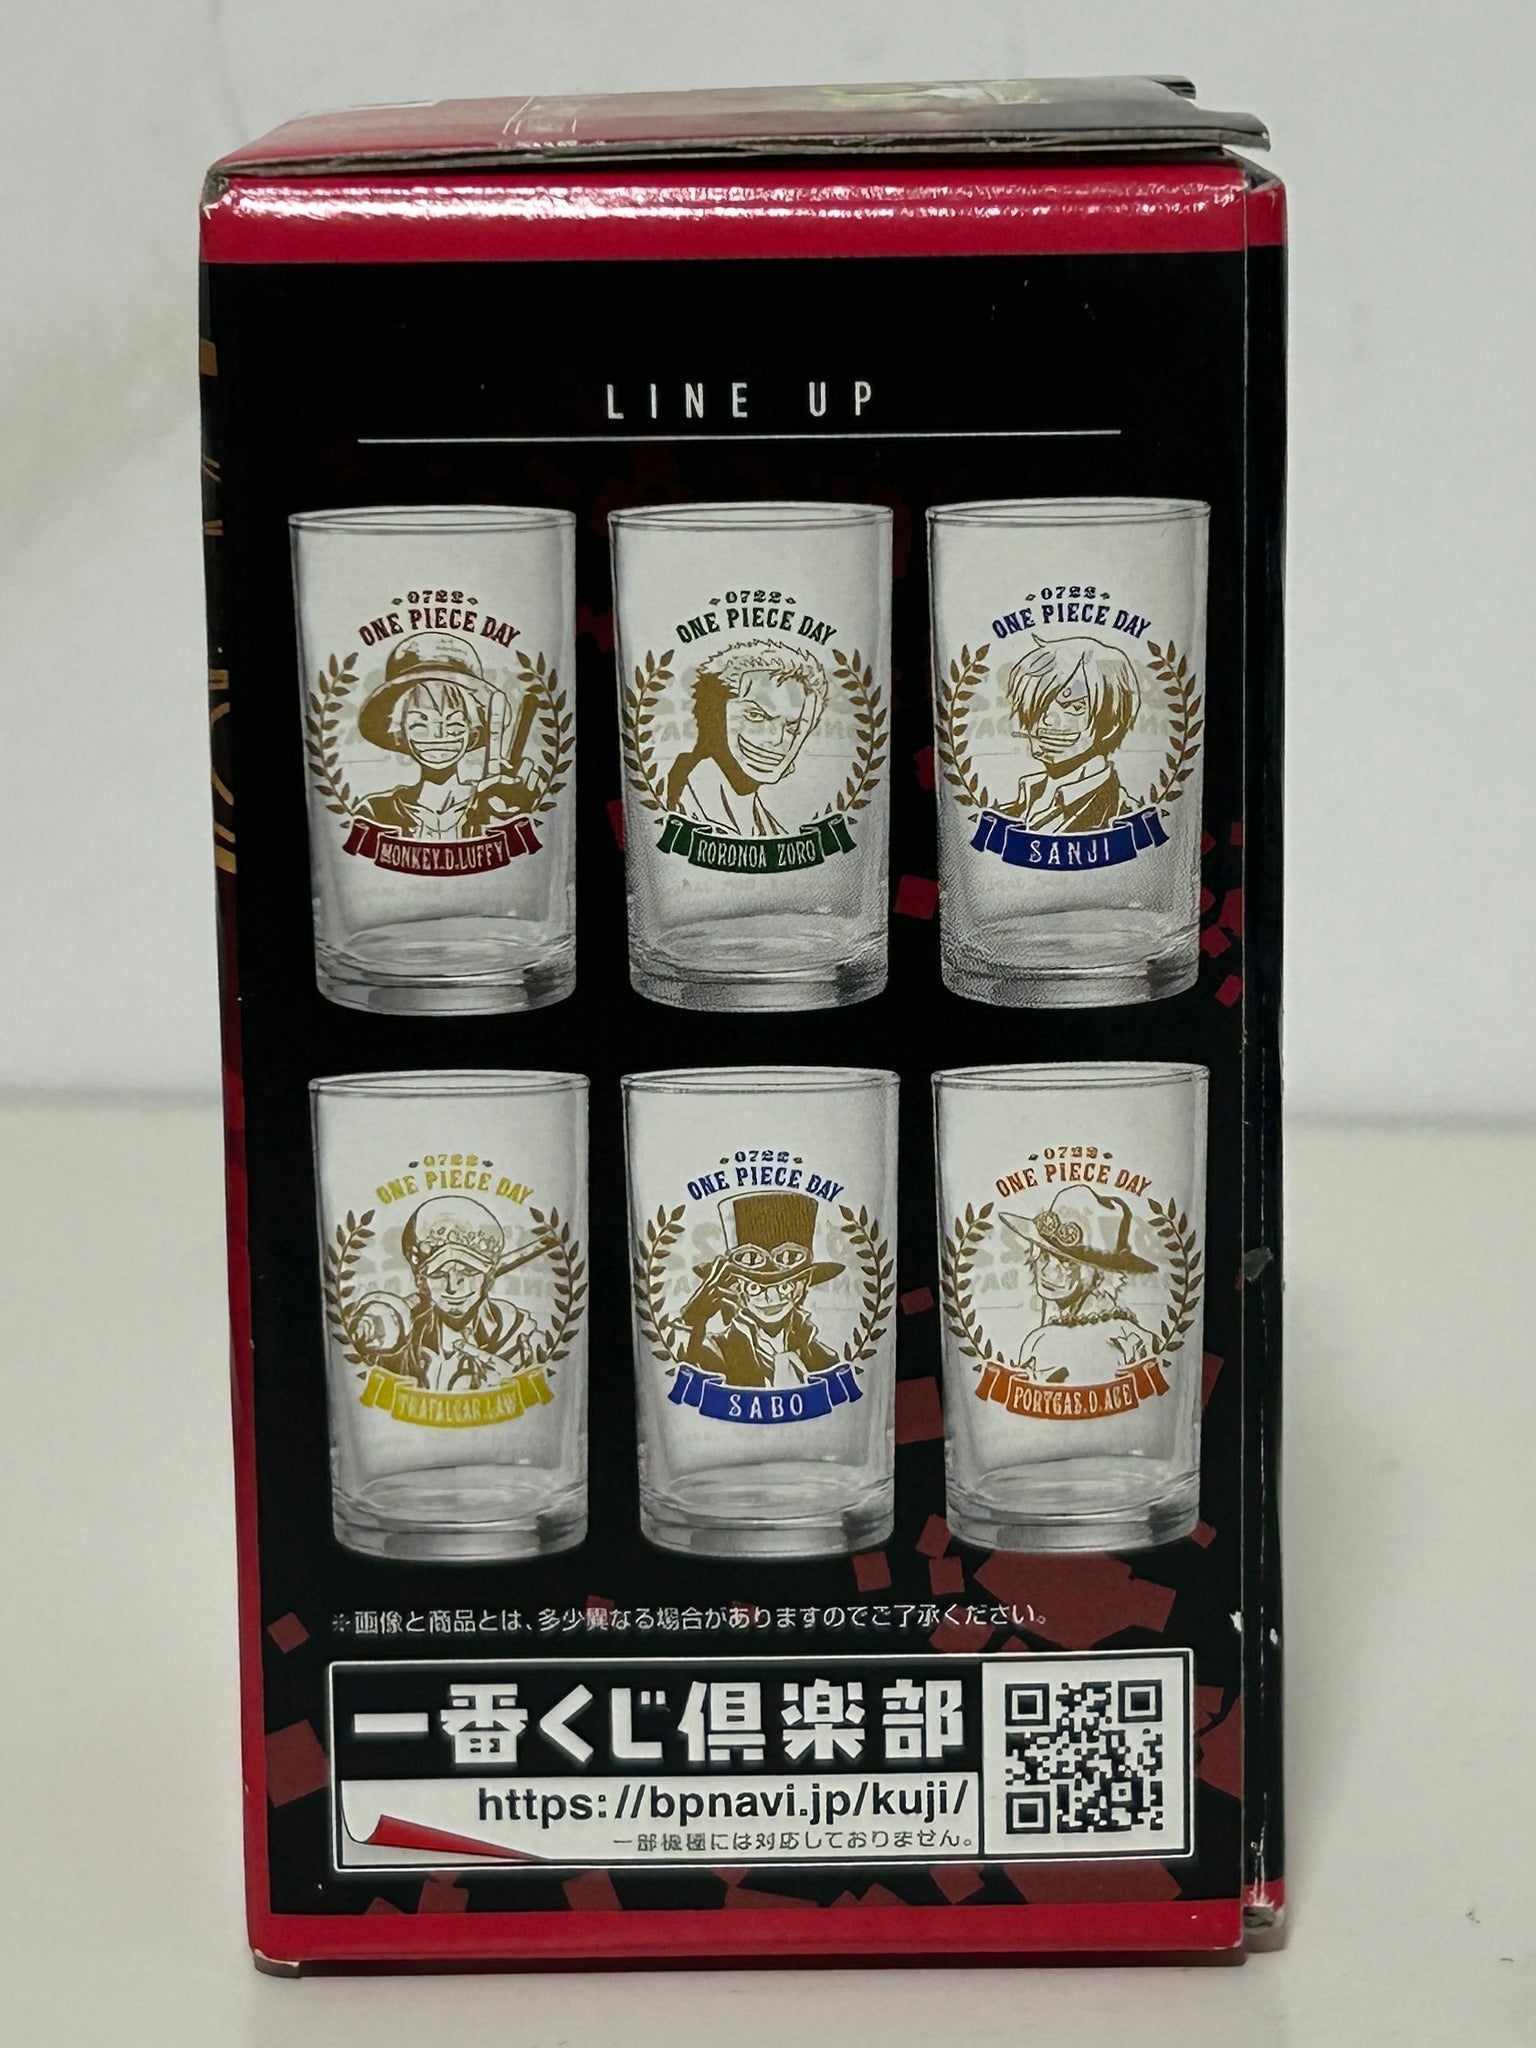 LINE UP
0722
ONE PIECE DAY
MONKEY.D.LUFFY
0722
ONE PIECE DAY
RORONOA ZORO
0722
ONE PIECE DAY
SANJI
0722
ONE PIECE DAY
TRAFALGAR.LAW
0722
ONE PIECE DAY
SABO
0722
ONE PIECE DAY
PORTGAS.D.ACE
※画像と商品とは、多少異なる場合がありますのでご了承ください。
一番くじ倶楽部
https://bpnavi.jp/kuji/
一部機種には対応しておりません。